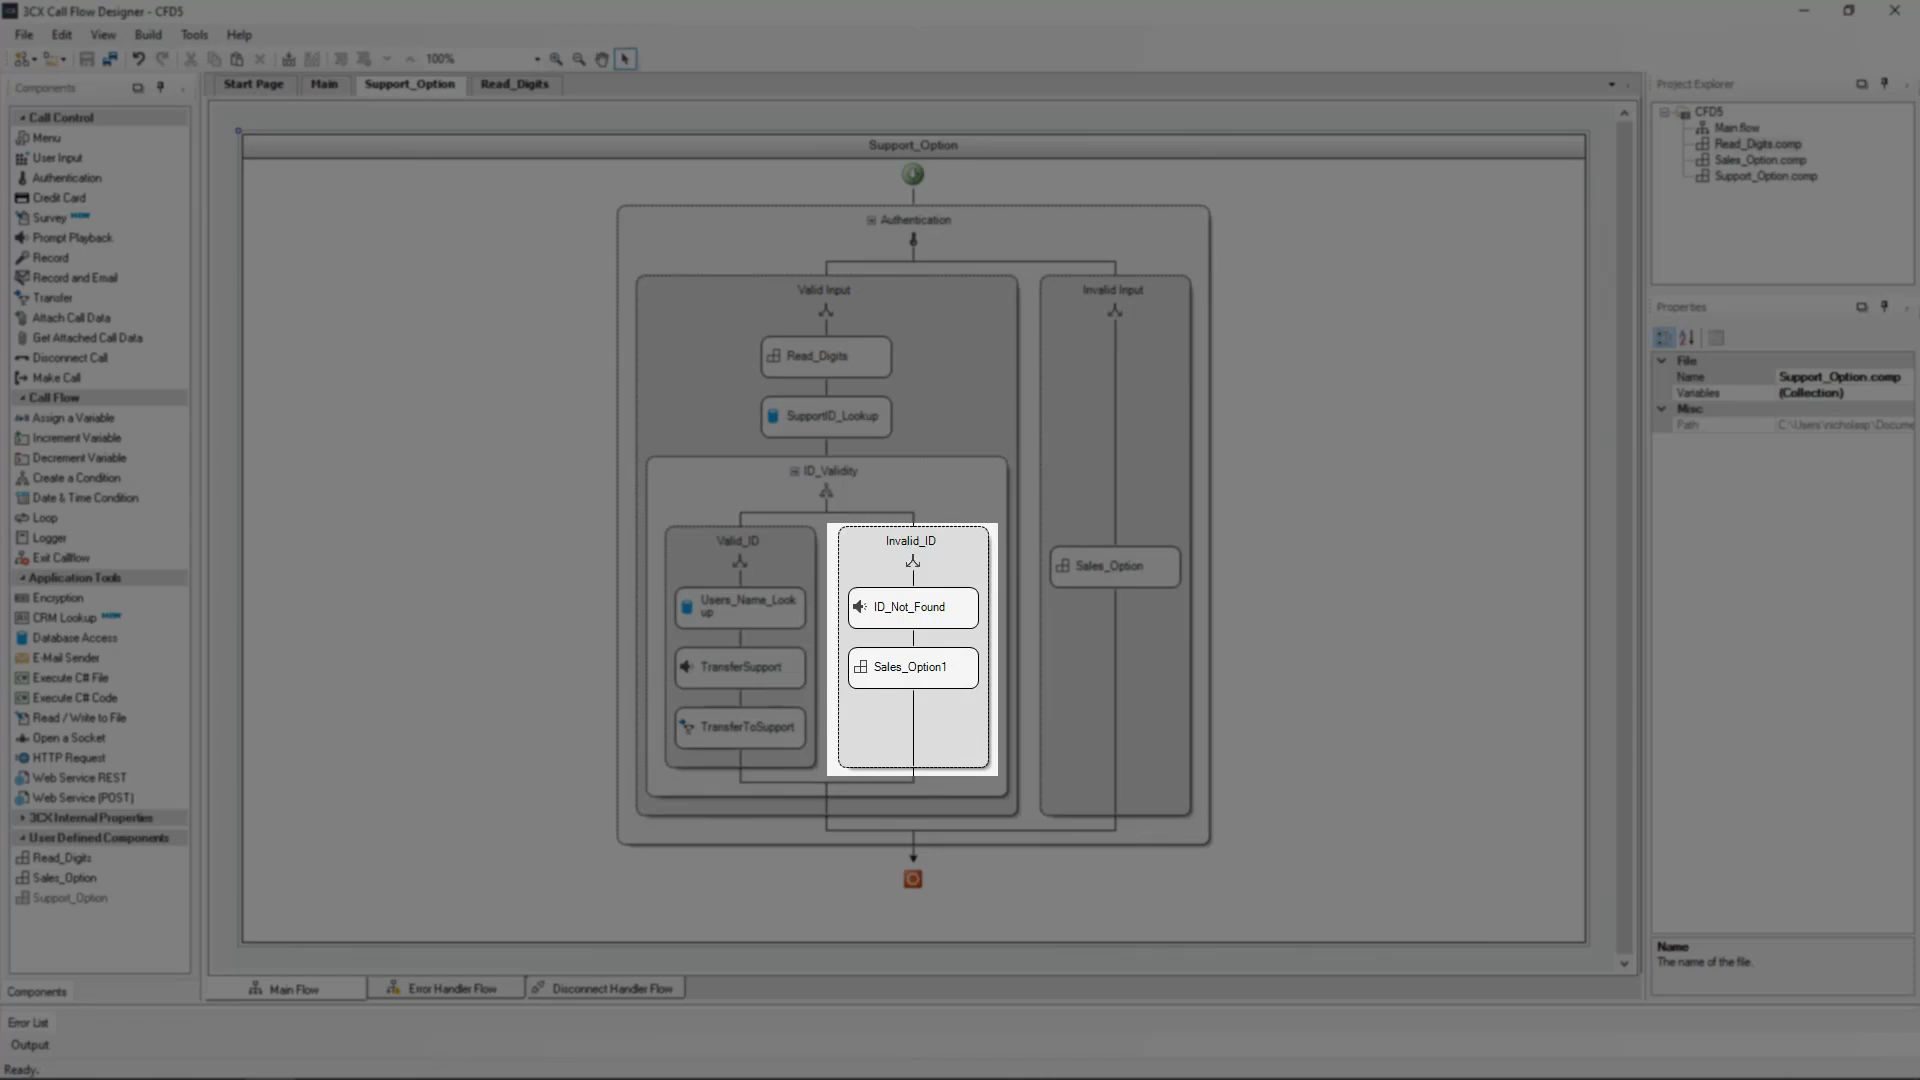 3CX Call Flow Designer - CFD5
File Edit View Build Tools Help
100%
Components
Call Control
Menu
User Input
Authentication
Credit Card
Survey NEW
Prompt Playback
Record
Record and Email
Transfer
Attach Call Data
Get Attached Call Data
Disconnect Call
Make Call
Call Flow
Assign a Variable
Increment Variable
Decrement Variable
Create a Condition
Date & Time Condition
Loop
Logger
Exit Callflow
Application Tools
Encryption
CRM Lookup NEW
Database Access
E-Mail Sender
Execute C# File
Execute C# Code
Read / Write to File
Open a Socket
HTTP Request
Web Service REST
Web Service (POST)
3CX Internal Properties
User Defined Components
Read_Digits
Sales_Option
Support_Option
Components
Start Page Main Support_Option Read_Digits
Support_Option
Authentication
Valid Input
Read_Digits
SupportID_Lookup
ID_Validity
Valid_ID
Users_Name_Look
up
TransferSupport
TransferToSupport
Invalid_ID
ID_Not_Found
Sales_Option1
Invalid Input
Sales_Option
Main Flow Error Handler Flow Disconnect Handler Flow
Project Explorer
CFD5
Main.flow
Read_Digits.comp
Sales_Option.comp
Support_Option.comp
Properties
File
Name Support_Option.comp
Variables (Collection)
Misc
Path C:\Users\nicholasp\Docume
Name
The name of the file.
Error List
Output
Ready.